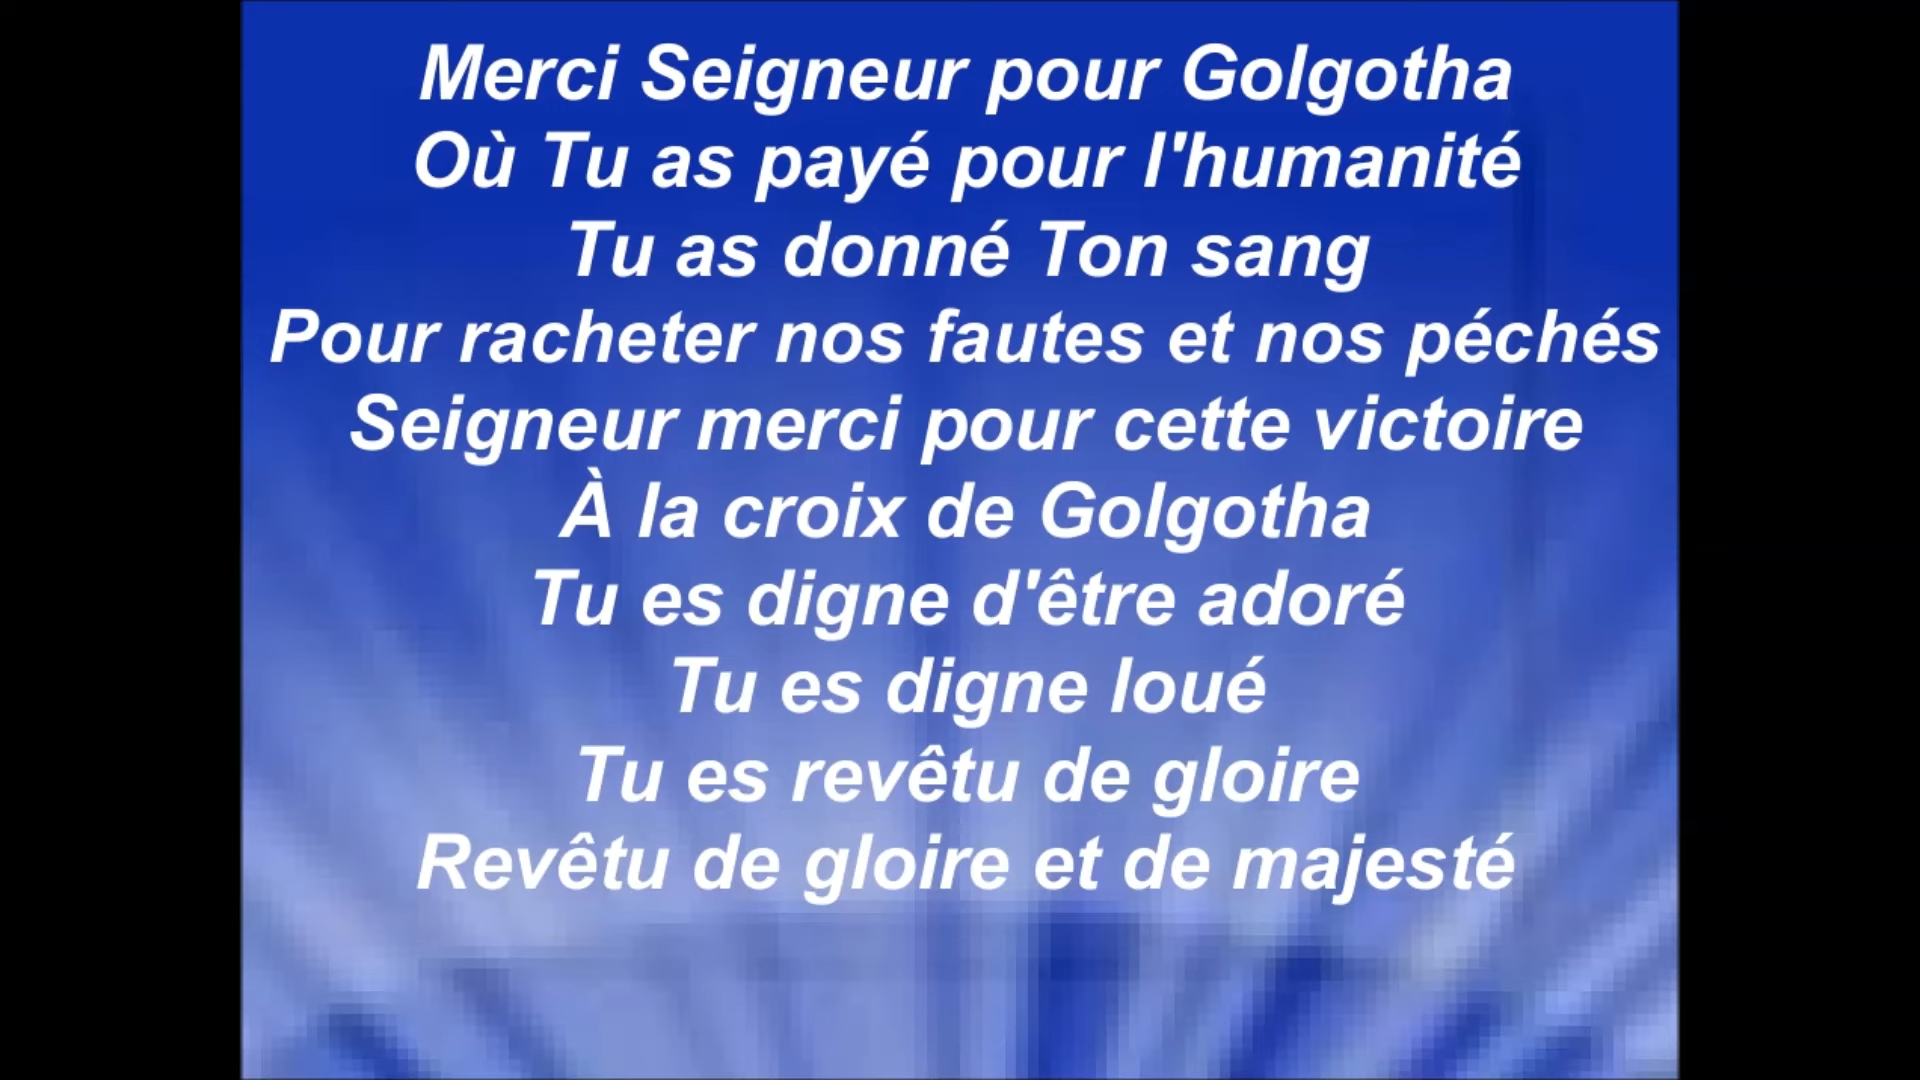 Merci Seigneur pour Golgotha
Où Tu as payé pour l'humanité
Tu as donné Ton sang
Pour racheter nos fautes et nos péchés
Seigneur merci pour cette victoire
À la croix de Golgotha
Tu es digne d'être adoré
Tu es digne loué
Tu es revêtu de gloire
Revêtu de gloire et de majesté